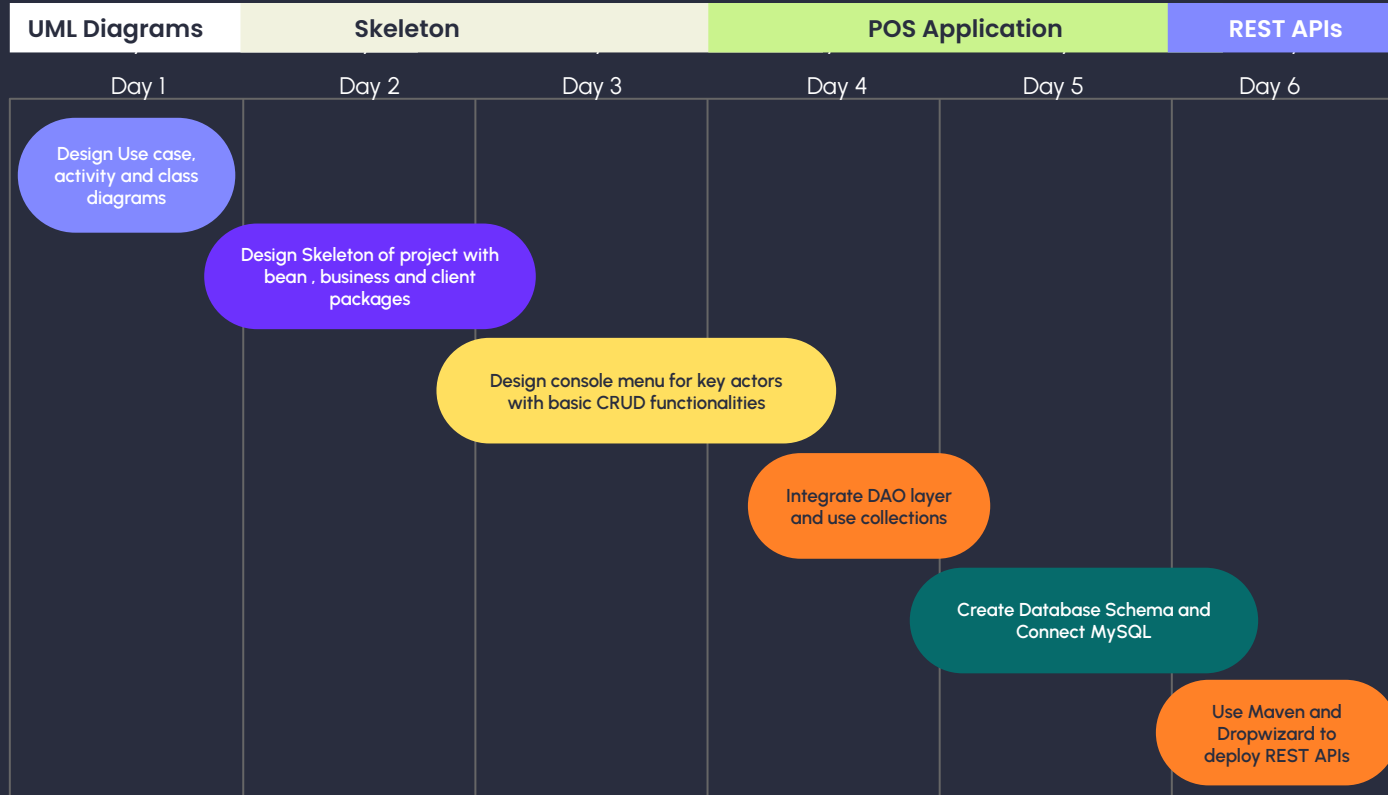 UML Diagrams Skeleton POS Application REST APIs
Day 1 Day 2 Day 3 Day 4 Day 5 Day 6
Design Use case,
activity and class
diagrams
Design Skeleton of project with
bean , business and client
packages
Design console menu for key actors
with basic CRUD functionalities
Integrate DAO layer
and use collections
Create Database Schema and
Connect MySQL
Use Maven and
Dropwizard to
deploy REST APIs